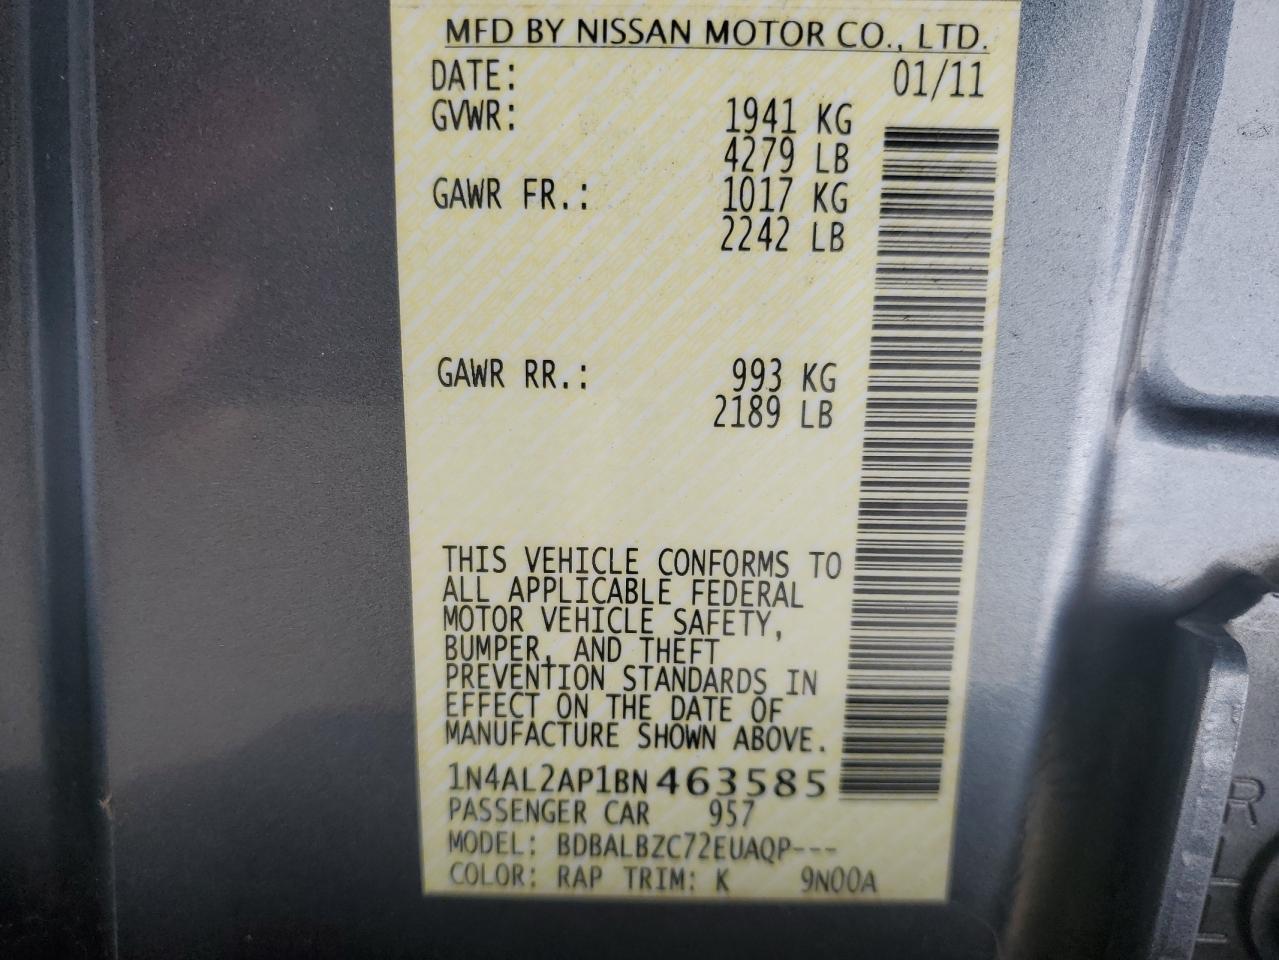 MFD BY NISSAN MOTOR CO., LTD.
DATE: 01/11
GVWR: 1941 KG
4279 LB
GAWR FR.: 1017 KG
2242 LB
GAWR RR.: 993 KG
2189 LB
THIS VEHICLE CONFORMS TO
ALL APPLICABLE FEDERAL
MOTOR VEHICLE SAFETY,
BUMPER, AND THEFT
PREVENTION STANDARDS IN
EFFECT ON THE DATE OF
MANUFACTURE SHOWN ABOVE.
1N4AL2AP1BN463585
PASSENGER CAR 957
MODEL: BDBALBZC72EUAQP---
COLOR: RAP TRIM: K 9N00A